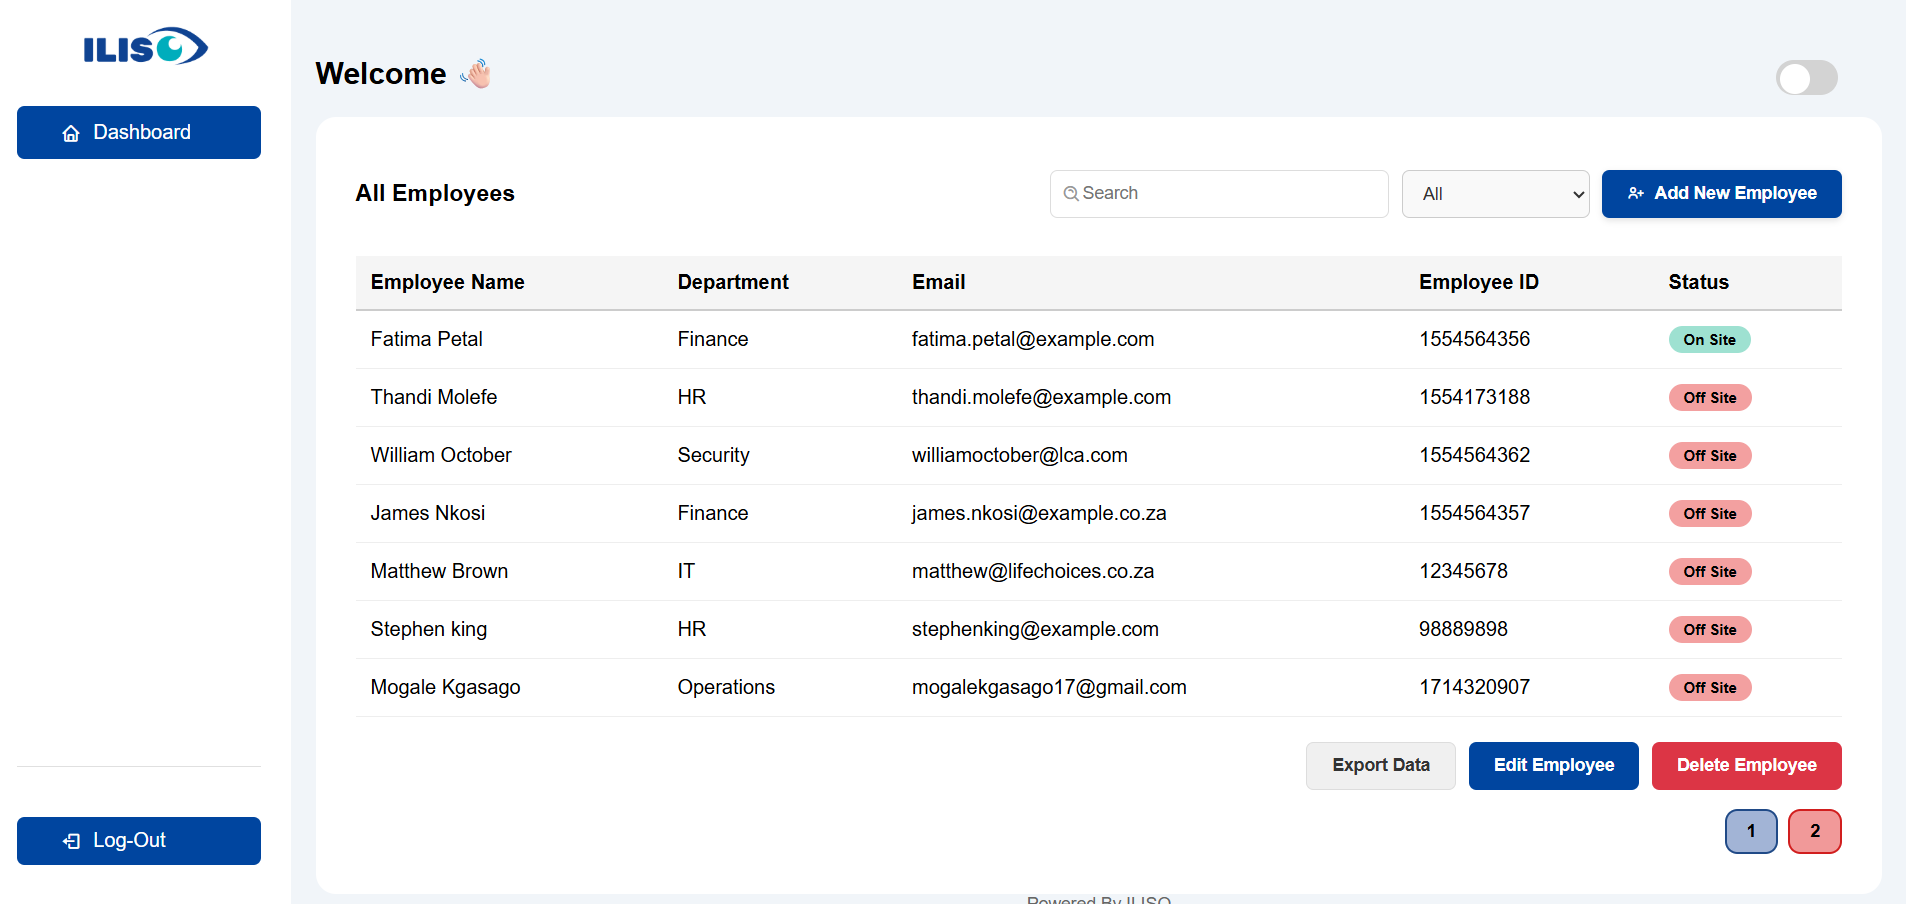 ILISO
Dashboard
Log-Out
Welcome
All Employees
Search
All
Add New Employee
Employee Name Department Email Employee ID Status
Fatima Petal Finance fatima.petal@example.com 1554564356 On Site
Thandi Molefe HR thandi.molefe@example.com 1554173188 Off Site
William October Security williamoctober@lca.com 1554564362 Off Site
James Nkosi Finance james.nkosi@example.co.za 1554564357 Off Site
Matthew Brown IT matthew@lifechoices.co.za 12345678 Off Site
Stephen king HR stephenking@example.com 98889898 Off Site
Mogale Kgasago Operations mogalekgasago17@gmail.com 1714320907 Off Site
Export Data Edit Employee Delete Employee
1 2
Powered By ILISO